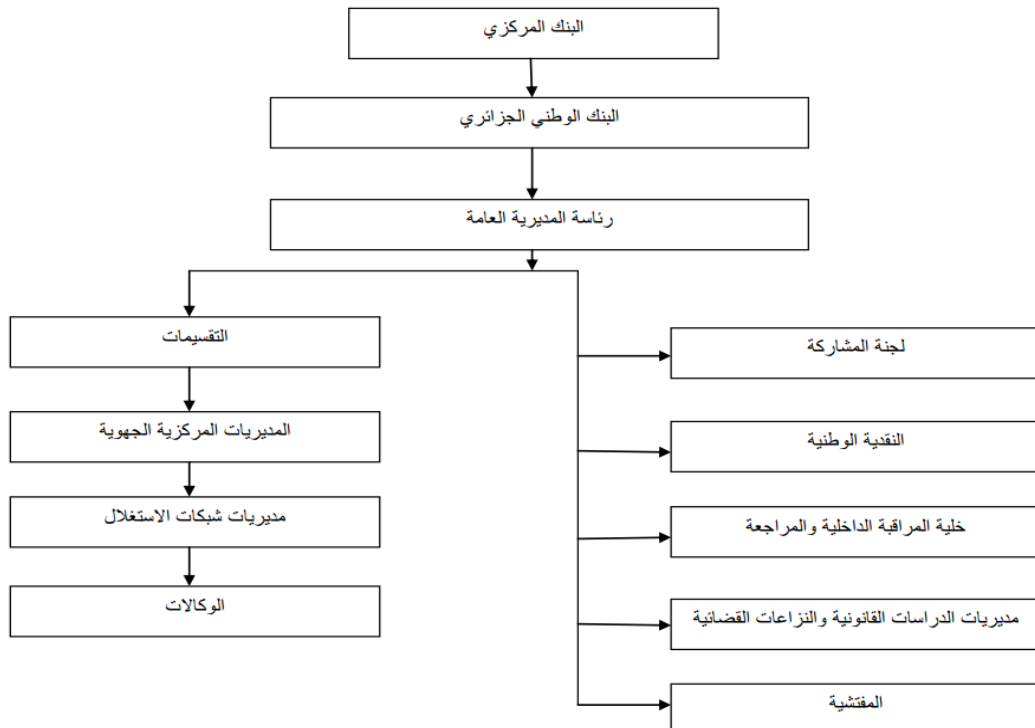 البنك المركزي
البنك الوطني الجزائري
رئاسة المديرية العامة
لجنة المشاركة
النقدية الوطنية
خلية المراقبة الداخلية والمراجعة
مديريات الدراسات القانونية والنزاعات القضائية
المفتشية
التقسيمات
المديريات المركزية الجهوية
مديريات شبكات الاستغلال
الوكالات